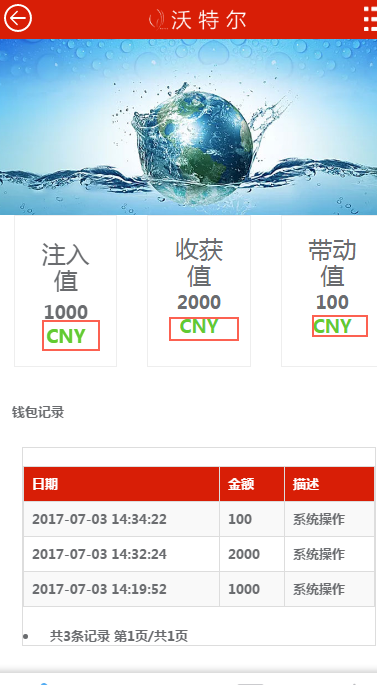 沃特尔
注入
值
1000
CNY
收获
值
2000
CNY
带动
值
100
CNY
钱包记录
日期 金额 描述
2017-07-03 14:34:22 100 系统操作
2017-07-03 14:32:24 2000 系统操作
2017-07-03 14:19:52 1000 系统操作
共3条记录 第1页/共1页